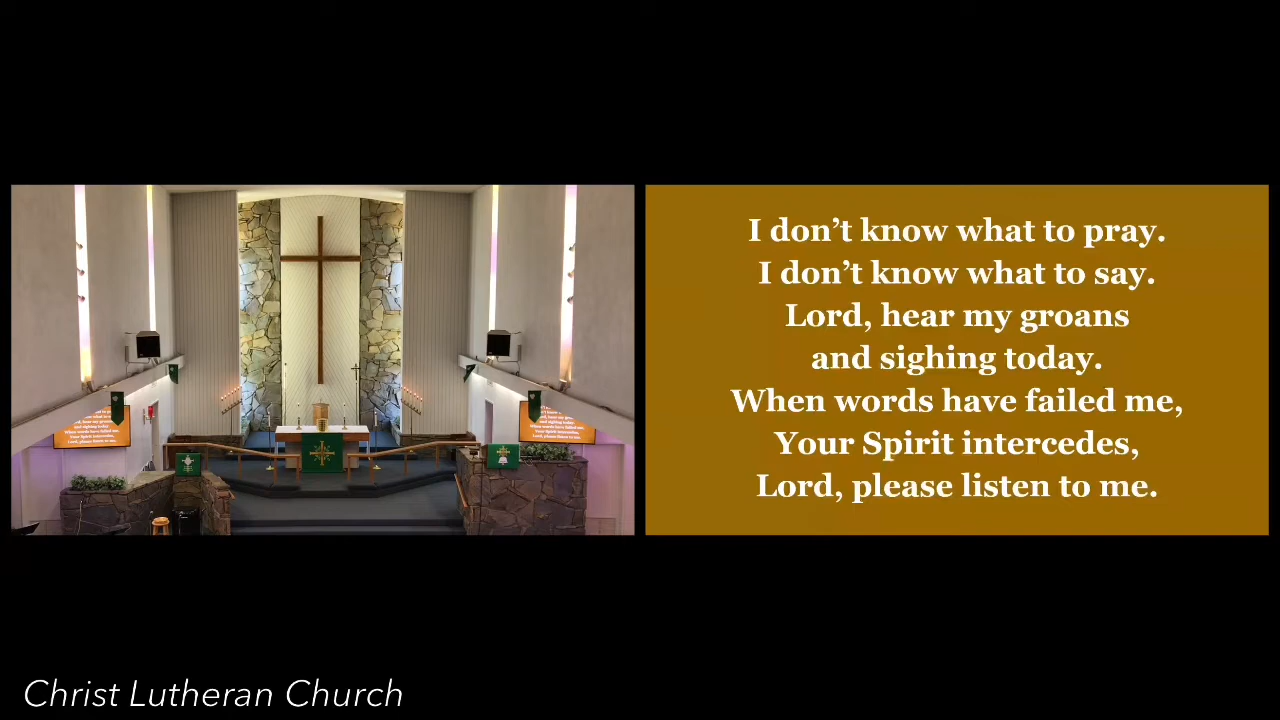 I don’t know what to pray.
I don’t know what to say.
Lord, hear my groans
and sighing today.
When words have failed me,
Your Spirit intercedes,
Lord, please listen to me.
Christ Lutheran Church